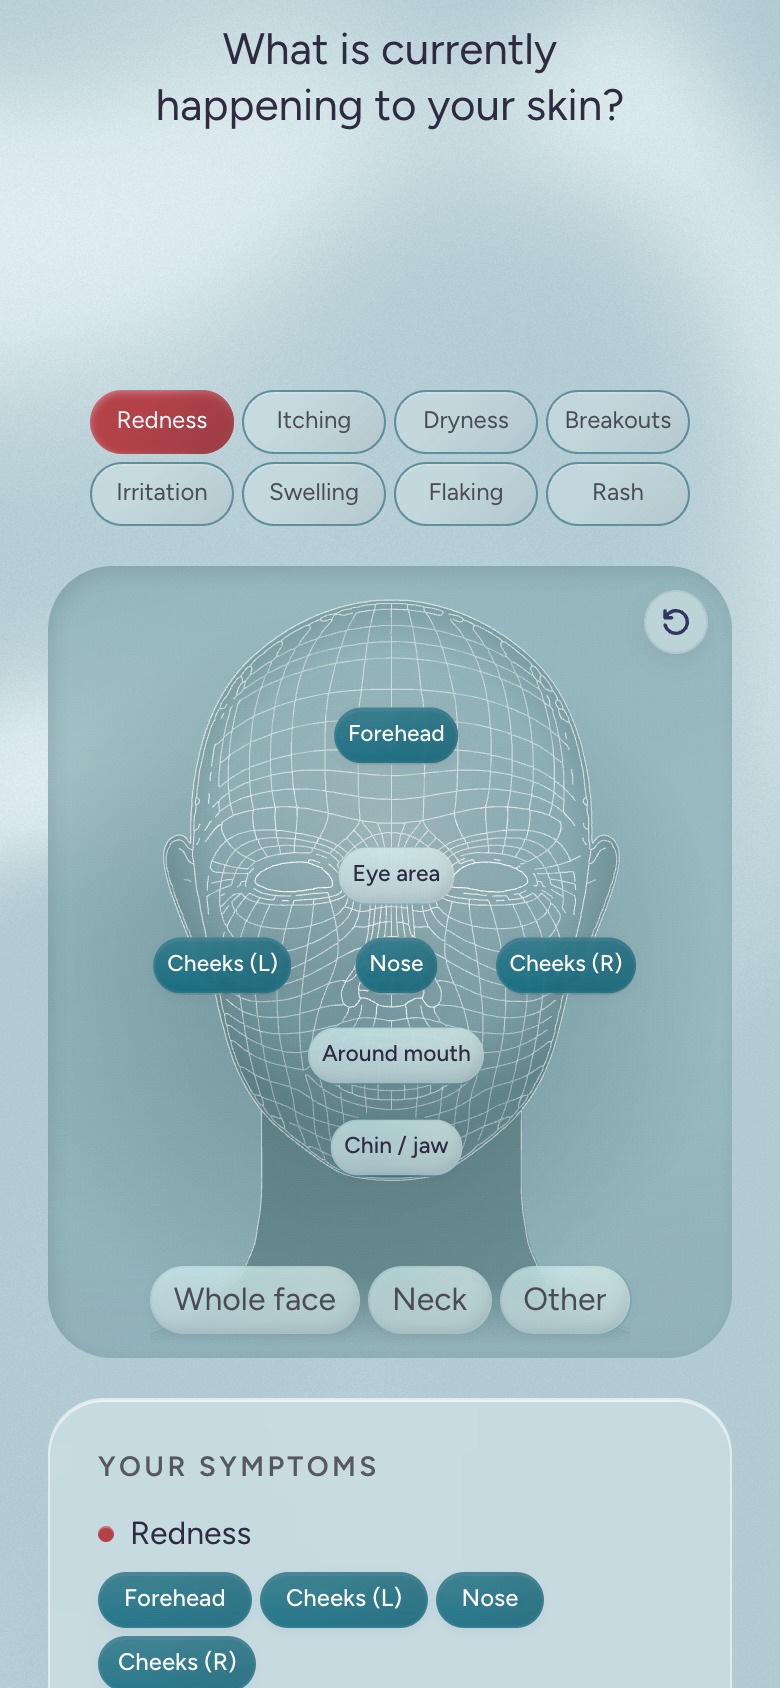 What is currently
happening to your skin?
Redness Itching Dryness Breakouts
Irritation Swelling Flaking Rash
Forehead
Eye area
Cheeks (L) Nose Cheeks (R)
Around mouth
Chin / jaw
Whole face Neck Other
YOUR SYMPTOMS
Redness
Forehead Cheeks (L) Nose
Cheeks (R)